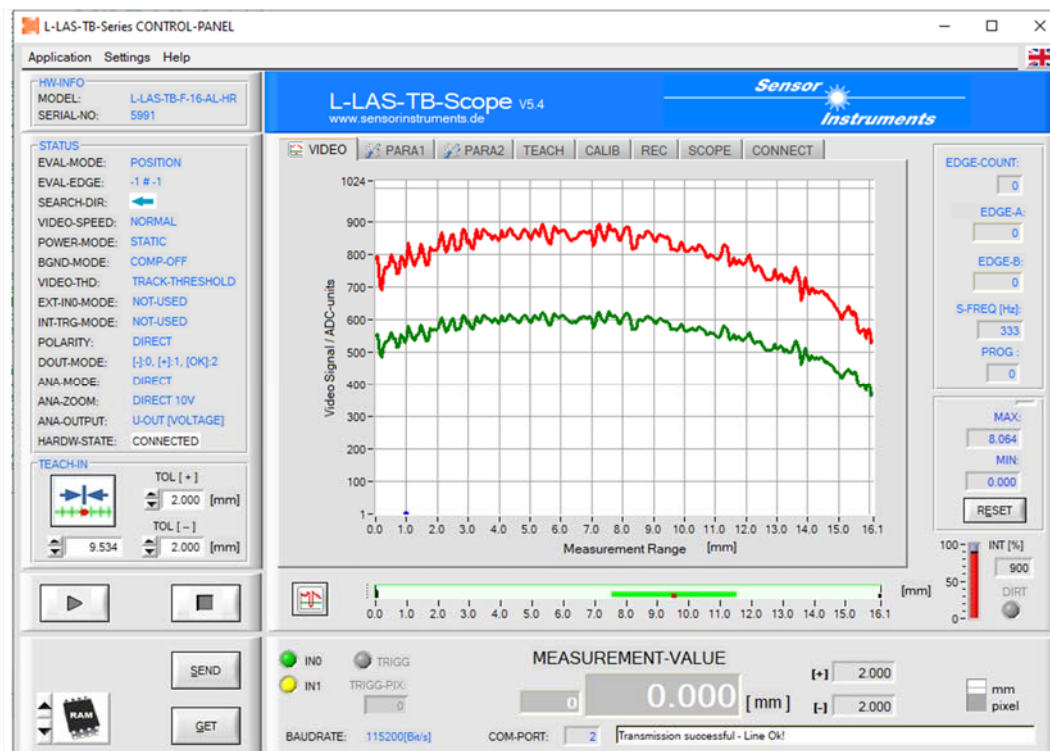 L-LAS-TB-Series CONTROL-PANEL
Application Settings Help
HW-INFO
MODEL: L-LAS-TB-F-16-AL-HR
SERIAL-NO: 5991
L-LAS-TB-Scope V5.4
www.sensorinstruments.de
Sensor
Instruments
STATUS
EVAL-MODE: POSITION
EVAL-EDGE: -1 # -1
SEARCH-DIR:
VIDEO-SPEED: NORMAL
POWER-MODE: STATIC
BGND-MODE: COMP-OFF
VIDEO-THD: TRACK-THRESHOLD
EXT-IN0-MODE: NOT-USED
INT-TRG-MODE: NOT-USED
POLARITY: DIRECT
DOUT-MODE: [-]:0, [+]:1, [OK]:2
ANA-MODE: DIRECT
ANA-ZOOM: DIRECT 10V
ANA-OUTPUT: U-OUT [VOLTAGE]
HARDW-STATE: CONNECTED
TEACH-IN
TOL [ + ]
2.000 [mm]
TOL [ – ]
9.534 2.000 [mm]
VIDEO PARA1 PARA2 TEACH CALIB REC SCOPE CONNECT
Video Signal / ADC-units
1024
900
800
700
600
500
400
300
200
100
1
0.0 1.0 2.0 3.0 4.0 5.0 6.0 7.0 8.0 9.0 10.0 11.0 12.0 13.0 14.0 15.0 16.1
Measurement Range [mm]
[mm]
0.0 1.0 2.0 3.0 4.0 5.0 6.0 7.0 8.0 9.0 10.0 11.0 12.0 13.0 14.0 15.0 16.1
EDGE-COUNT:
0
EDGE-A:
0
EDGE-B:
0
S-FREQ [Hz]:
333
PROG :
0
MAX:
8.064
MIN:
0.000
RESET
100 INT [%]
900
50 DIRT
0
SEND
RAM
GET
IN0 TRIGG
IN1 TRIGG-PIX:
0
MEASUREMENT-VALUE
0 0.000 [ mm ]
[+] 2.000
[-] 2.000
mm
pixel
BAUDRATE: 115200[Bit/s] COM-PORT: 2 Transmission successful - Line Ok!